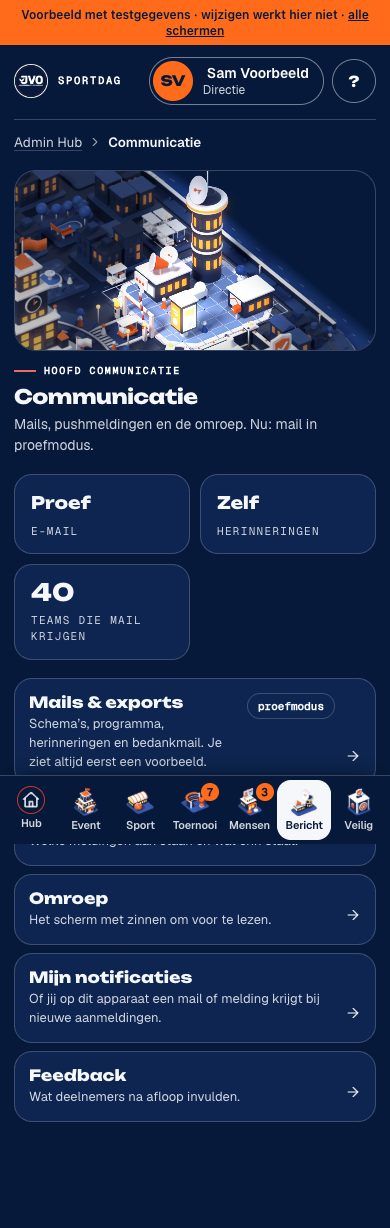 Voorbeeld met testgegevens · wijzigen werkt hier niet · alle
schermen
JVO
SPORTDAG
SV
Sam Voorbeeld
Directie
?
Admin Hub > Communicatie
HOOFD COMMUNICATIE
Communicatie
Mails, pushmeldingen en de omroep. Nu: mail in
proefmodus.
Proef
E-MAIL
Zelf
HERINNERINGEN
40
TEAMS DIE MAIL
KRIJGEN
Mails & exports
proefmodus
Schema's, programma,
herinneringen en bedankmail. Je
ziet altijd eerst een voorbeeld.
→
Hub
Event
Sport
7
Toernooi
3
Mensen
Bericht
Veilig
Omroep
Het scherm met zinnen om voor te lezen.
→
Mijn notificaties
Of jij op dit apparaat een mail of melding krijgt bij
nieuwe aanmeldingen.
→
Feedback
Wat deelnemers na afloop invulden.
→